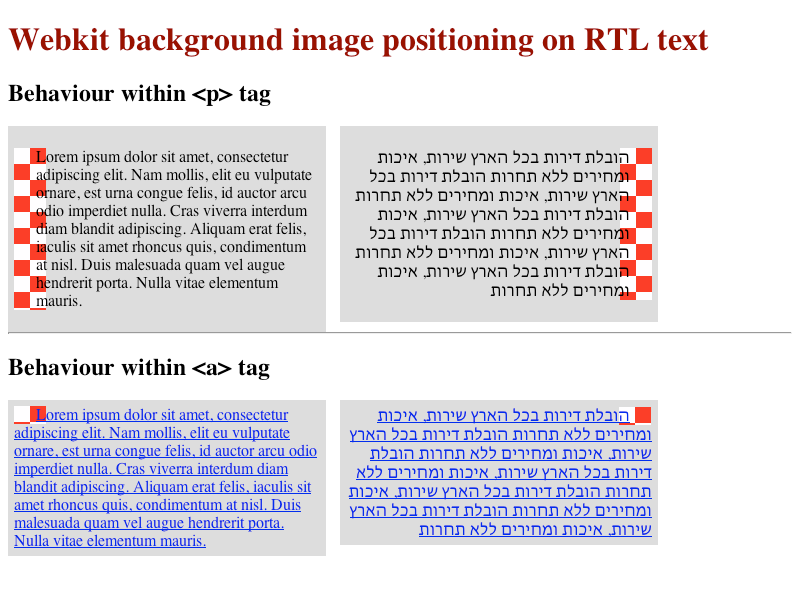 Webkit background image positioning on RTL text
Behaviour within <p> tag
Lorem ipsum dolor sit amet, consectetur
adipiscing elit. Nam mollis, elit eu vulputate
ornare, est urna congue felis, id auctor arcu
odio imperdiet nulla. Cras viverra interdum
diam blandit adipiscing. Aliquam erat felis,
iaculis sit amet rhoncus quis, condimentum
at nisl. Duis malesuada quam vel augue
hendrerit porta. Nulla vitae elementum
mauris.
הובלת דירות בכל הארץ שירות, איכות
ומחירים ללא תחרות הובלת דירות בכל
הארץ שירות, איכות ומחירים ללא תחרות
הובלת דירות בכל הארץ שירות, איכות
ומחירים ללא תחרות הובלת דירות בכל
הארץ שירות, איכות ומחירים ללא תחרות
הובלת דירות בכל הארץ שירות, איכות
ומחירים ללא תחרות
Behaviour within <a> tag
Lorem ipsum dolor sit amet, consectetur
adipiscing elit. Nam mollis, elit eu vulputate
ornare, est urna congue felis, id auctor arcu odio
imperdiet nulla. Cras viverra interdum diam
blandit adipiscing. Aliquam erat felis, iaculis sit
amet rhoncus quis, condimentum at nisl. Duis
malesuada quam vel augue hendrerit porta.
Nulla vitae elementum mauris.
הובלת דירות בכל הארץ שירות, איכות
ומחירים ללא תחרות הובלת דירות בכל הארץ
שירות, איכות ומחירים ללא תחרות הובלת
דירות בכל הארץ שירות, איכות ומחירים ללא
תחרות הובלת דירות בכל הארץ שירות, איכות
ומחירים ללא תחרות הובלת דירות בכל הארץ
שירות, איכות ומחירים ללא תחרות